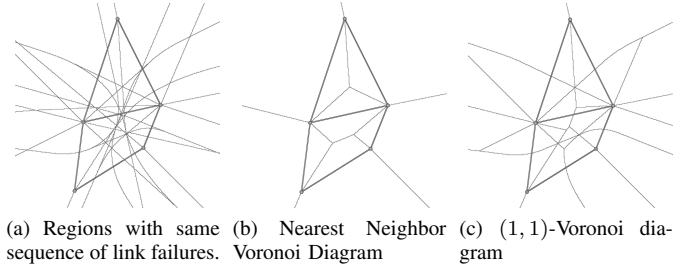 (a) Regions with same
sequence of link failures.
(b) Nearest Neighbor
Voronoi Diagram
(c) (1, 1)-Voronoi dia-
gram